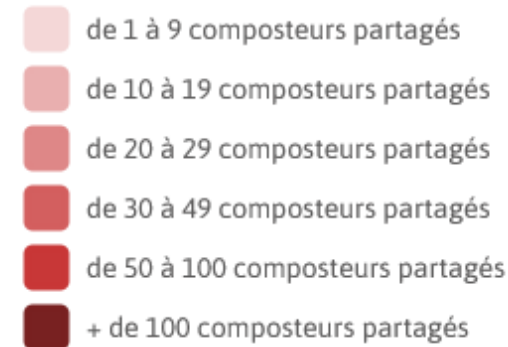 de 1 à 9 composteurs partagés
de 10 à 19 composteurs partagés
de 20 à 29 composteurs partagés
de 30 à 49 composteurs partagés
de 50 à 100 composteurs partagés
+ de 100 composteurs partagés